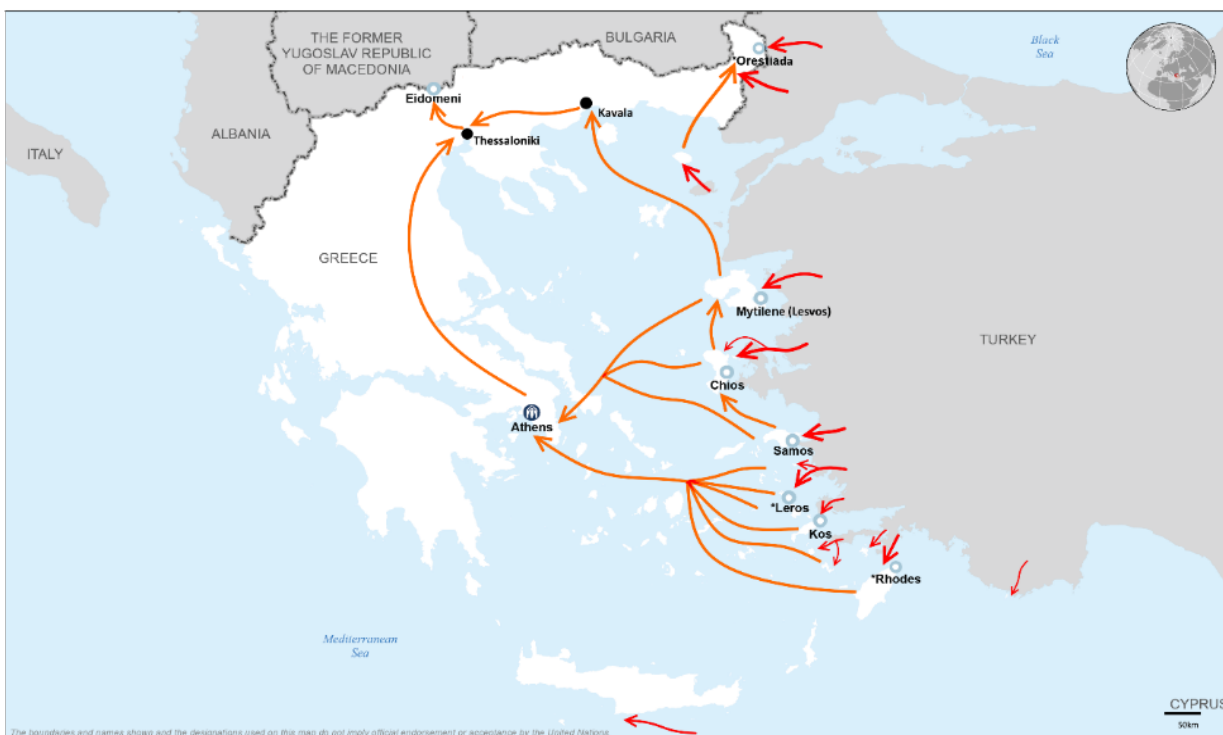 THE FORMER
YUGOSLAV REPUBLIC
OF MACEDONIA
BULGARIA
Black
Sea
*Orestiada
Eidomeni
Kavala
ALBANIA
Thessaloniki
ITALY
GREECE
Mytilene (Lesvos)
TURKEY
Chios
Athens
Samos
*Leros
Kos
*Rhodes
Mediterranean
Sea
CYPRUS
50km
The boundaries and names shown and the designations used on this map do not imply official endorsement or acceptance by the United Nations